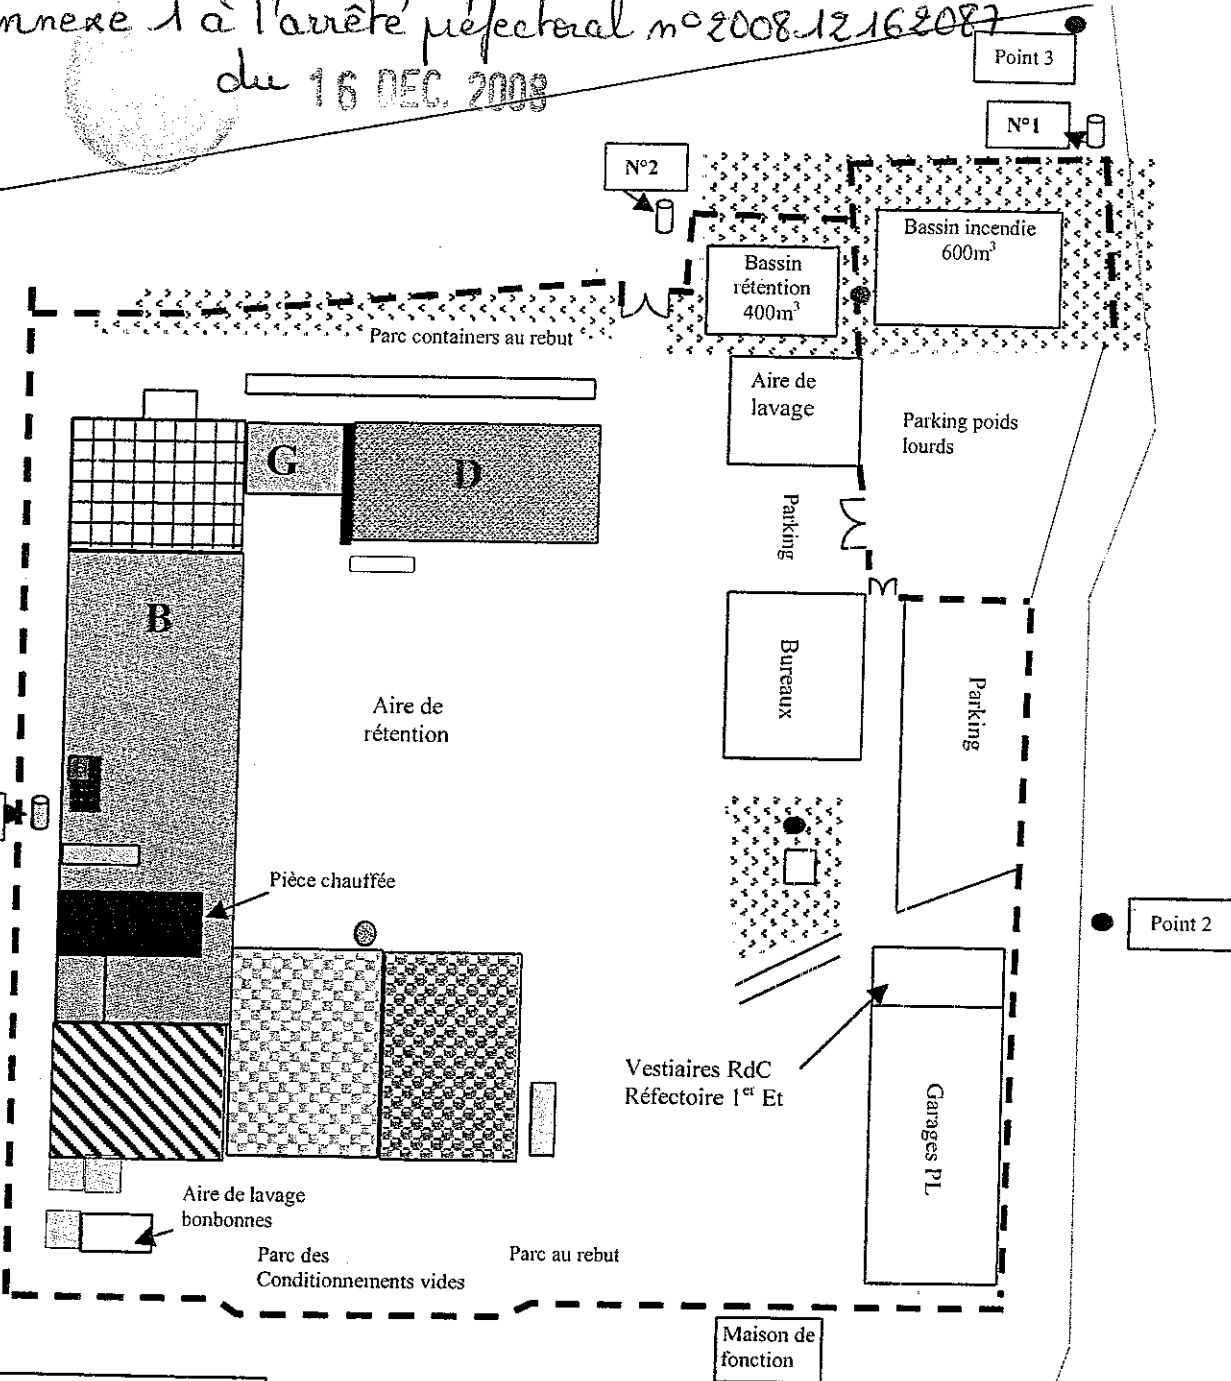 nnexe 1 à l'arrêté préfectoral n° 2008.12.162087
du 16 DEC. 2008
Point 3
N°1
N°2
Bassin incendie
600m³
Bassin
rétention
400m³
Parc containers au rebut
Aire de
lavage
Parking poids
lourds
G
D
Parking
B
Bureaux
Parking
Aire de
rétention
Pièce chauffée
Point 2
Vestiaires RdC
Réfectoire 1er Et
Garages PL
Aire de lavage
bonbonnes
Parc des
Conditionnements vides
Parc au rebut
Maison de
fonction